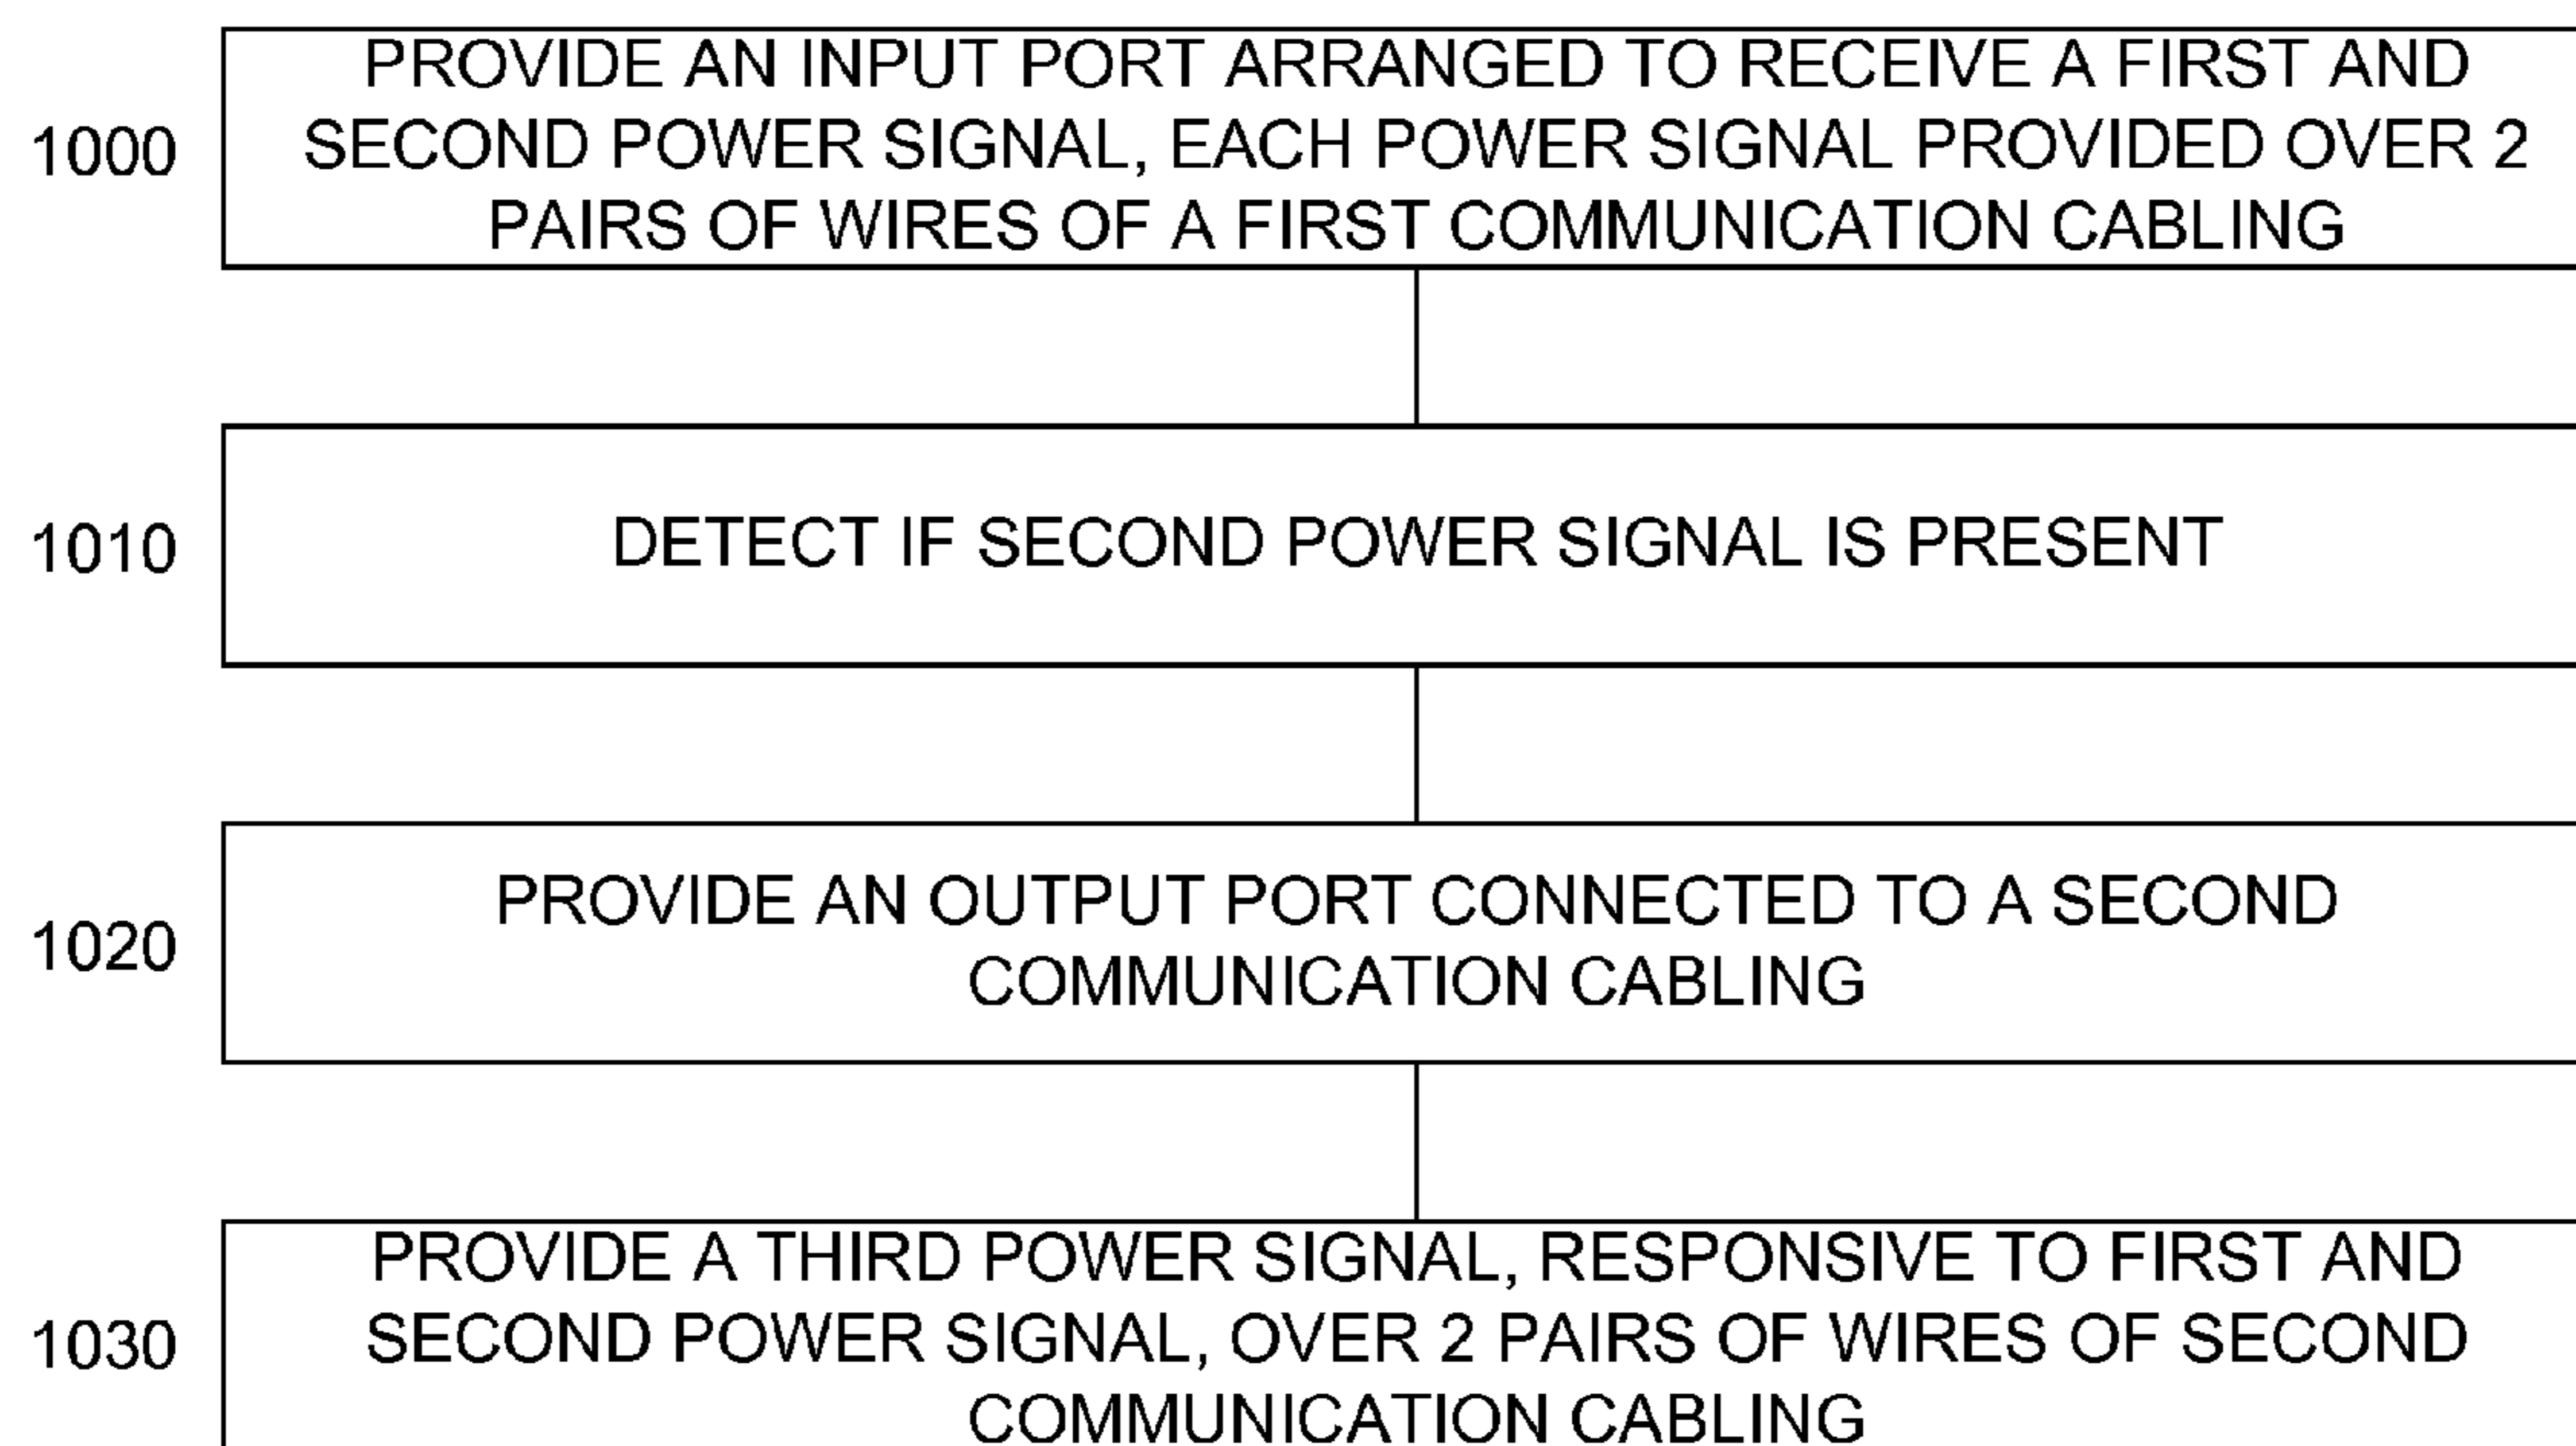 PROVIDE AN INPUT PORT ARRANGED TO RECEIVE A FIRST AND
1000
SECOND POWER SIGNAL, EACH POWER SIGNAL PROVIDED OVER 2
PAIRS OF WIRES OF A FIRST COMMUNICATION CABLING
1010
DETECT IF SECOND POWER SIGNAL IS PRESENT
PROVIDE AN OUTPUT PORT CONNECTED TO A SECOND
1020
COMMUNICATION CABLING
PROVIDE A THIRD POWER SIGNAL, RESPONSIVE TO FIRST AND
1030
SECOND POWER SIGNAL, OVER 2 PAIRS OF WIRES OF SECOND
COMMUNICATION CABLING